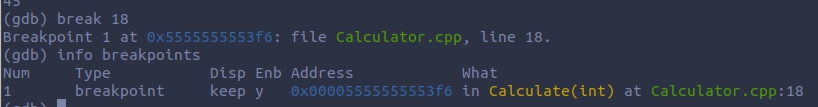 45
(gdb) break 18
Breakpoint 1 at 0x5555555553f6: file Calculator.cpp, line 18.
(gdb) info breakpoints
Num     Type           Disp Enb Address            What
1       breakpoint     keep y   0x00005555555553f6 in Calculate(int) at Calculator.cpp:18
(gdb)